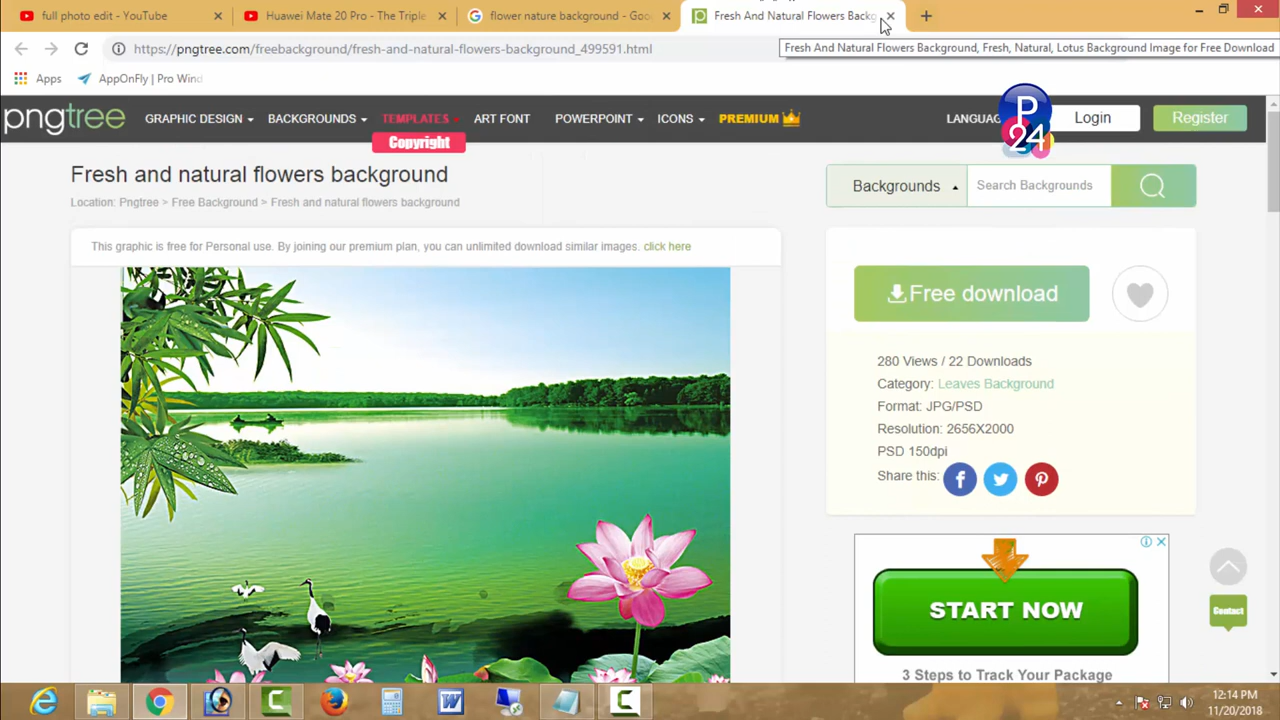 full photo edit - YouTube
Huawei Mate 20 Pro - The Triple
flower nature background - Goo
Fresh And Natural Flowers Backg
https://pngtree.com/freebackground/fresh-and-natural-flowers-background_499591.html
Fresh And Natural Flowers Background, Fresh, Natural, Lotus Background Image for Free Download
Apps
AppOnFly | Pro Wind
pngtree
GRAPHIC DESIGN
BACKGROUNDS
TEMPLATES
ART FONT
POWERPOINT
ICONS
PREMIUM
LANGUAG
P
24
Login
Register
Copyright
Fresh and natural flowers background
Location: Pngtree > Free Background > Fresh and natural flowers background
Backgrounds
Search Backgrounds
This graphic is free for Personal use. By joining our premium plan, you can unlimited download similar images. click here
Free download
280 Views / 22 Downloads
Category: Leaves Background
Format: JPG/PSD
Resolution: 2656X2000
PSD 150dpi
Share this:
START NOW
3 Steps to Track Your Package
Contact
12:14 PM
11/20/2018